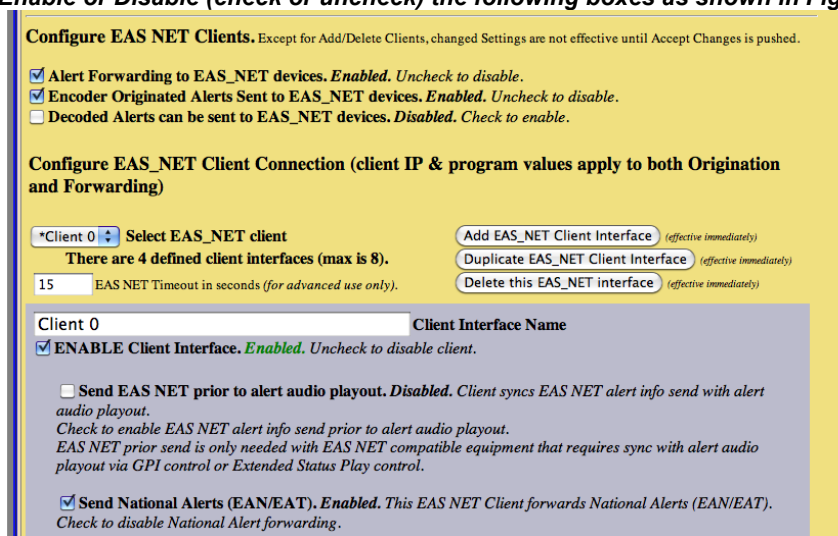 Enable or Disable (check or uncheck) the following boxes as shown in Fig
Configure EAS NET Clients. Except for Add/Delete Clients, changed Settings are not effective until Accept Changes is pushed.
Alert Forwarding to EAS_NET devices. Enabled. Uncheck to disable.
Encoder Originated Alerts Sent to EAS_NET devices. Enabled. Uncheck to disable.
Decoded Alerts can be sent to EAS_NET devices. Disabled. Check to enable.
Configure EAS_NET Client Connection (client IP & program values apply to both Origination
and Forwarding)
*Client 0 Select EAS_NET client Add EAS_NET Client Interface (effective immediately)
There are 4 defined client interfaces (max is 8). Duplicate EAS_NET Client Interface (effective immediately)
15 EAS NET Timeout in seconds (for advanced use only). Delete this EAS_NET interface (effective immediately)
Client 0 Client Interface Name
ENABLE Client Interface. Enabled. Uncheck to disable client.
Send EAS NET prior to alert audio playout. Disabled. Client syncs EAS NET alert info send with alert
audio playout.
Check to enable EAS NET alert info send prior to alert audio playout.
EAS NET prior send is only needed with EAS NET compatible equipment that requires sync with alert audio
playout via GPI control or Extended Status Play control.
Send National Alerts (EAN/EAT). Enabled. This EAS NET Client forwards National Alerts (EAN/EAT).
Check to disable National Alert forwarding.